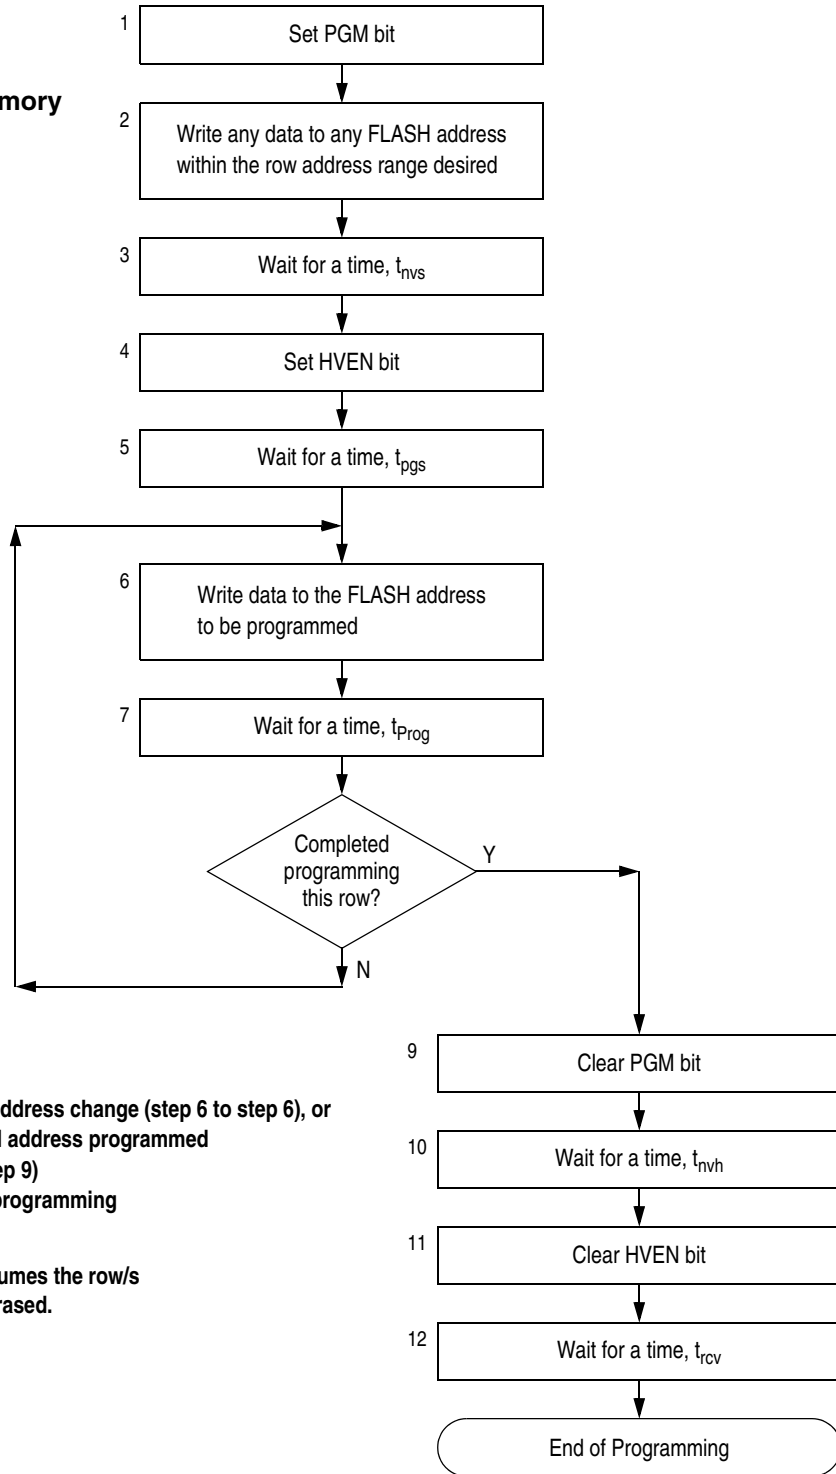 1
Set PGM bit
mory
2
Write any data to any FLASH address
within the row address range desired
3
Wait for a time, tnvs
4
Set HVEN bit
5
Wait for a time, tpgs
6
Write data to the FLASH address
to be programmed
7
Wait for a time, tProg
Completed
programming
this row?
Y
N
9
Clear PGM bit
ddress change (step 6 to step 6), or
address programmed
ep 9)
programming
10
Wait for a time, tnvh
11
Clear HVEN bit
umes the row/s
rased.
12
Wait for a time, trcv
End of Programming